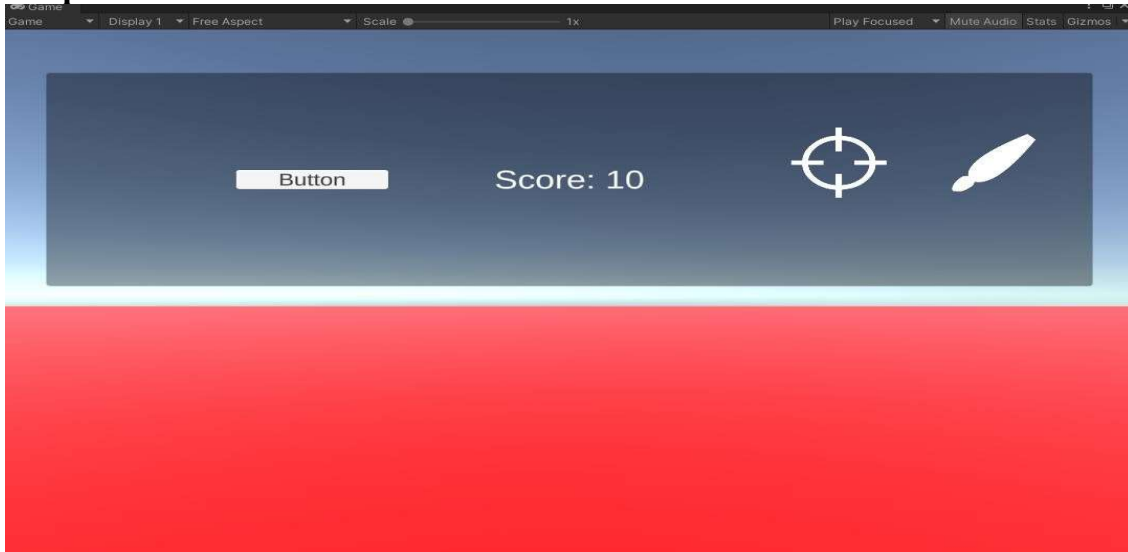 Game
Game Display 1 Free Aspect Scale 1x Play Focused Mute Audio Stats Gizmos
Button Score: 10